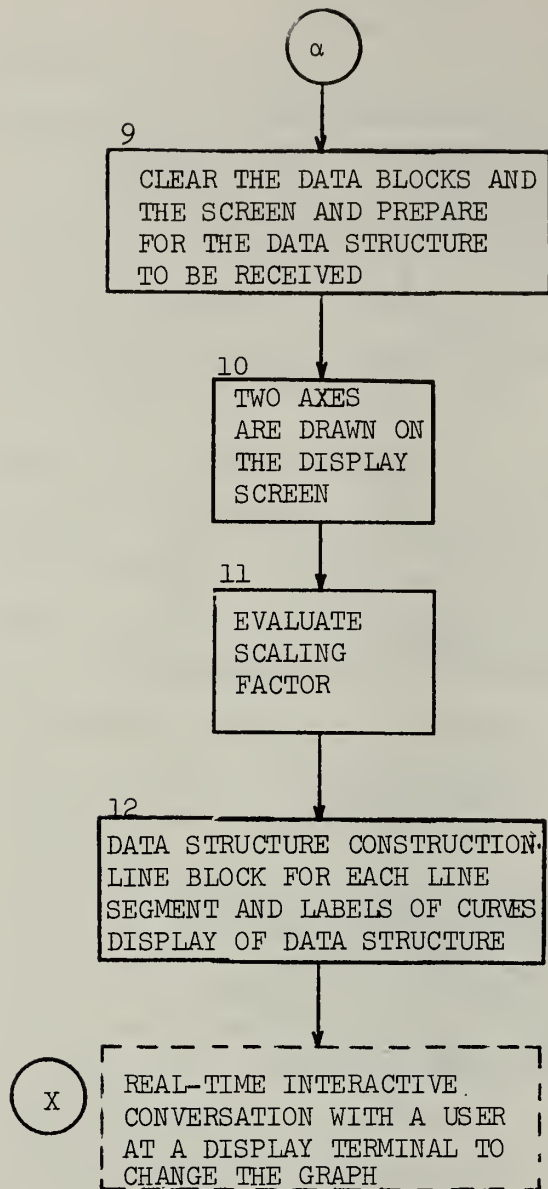 α
9
CLEAR THE DATA BLOCKS AND
THE SCREEN AND PREPARE
FOR THE DATA STRUCTURE
TO BE RECEIVED
10
TWO AXES
ARE DRAWN ON
THE DISPLAY
SCREEN
11
EVALUATE
SCALING
FACTOR
12
DATA STRUCTURE CONSTRUCTION.
LINE BLOCK FOR EACH LINE
SEGMENT AND LABELS OF CURVES
DISPLAY OF DATA STRUCTURE
X
REAL-TIME INTERACTIVE
CONVERSATION WITH A USER
AT A DISPLAY TERMINAL TO
CHANGE THE GRAPH